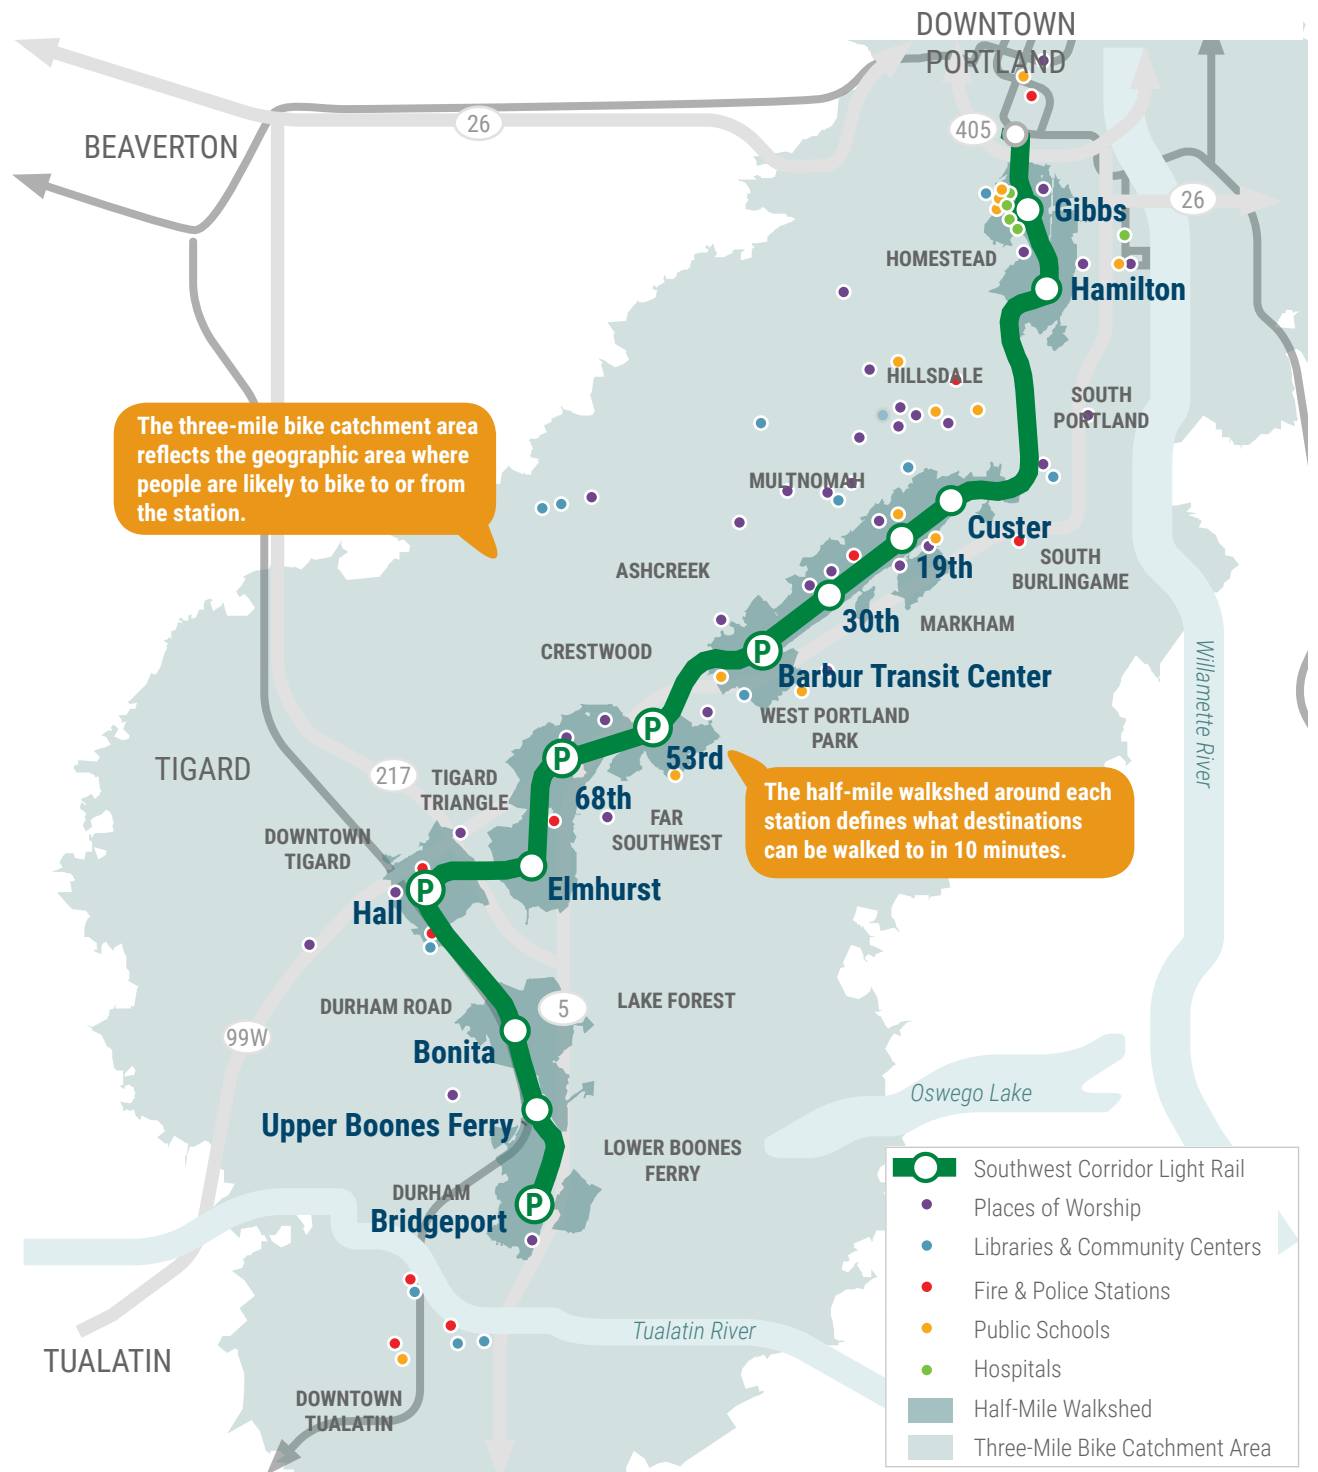 DOWNTOWN
PORTLAND
BEAVERTON
26
405
26
Gibbs
HOMESTEAD
Hamilton
HILLSDALE
SOUTH
PORTLAND
The three-mile bike catchment area
reflects the geographic area where
people are likely to bike to or from
the station.
MULTNOMAH
Custer
19th
SOUTH
BURLINGAME
ASHCREEK
30th
MARKHAM
CRESTWOOD
Barbur Transit Center
P
Willamette River
WEST PORTLAND
PARK
P
53rd
P
68th
TIGARD
217
TIGARD
TRIANGLE
The half-mile walkshed around each
station defines what destinations
can be walked to in 10 minutes.
FAR
SOUTHWEST
DOWNTOWN
TIGARD
P
Hall
Elmhurst
DURHAM ROAD
5
LAKE FOREST
99W
Bonita
Oswego Lake
Upper Boones Ferry
LOWER BOONES
FERRY
DURHAM
P
Bridgeport
Tualatin River
TUALATIN
DOWNTOWN
TUALATIN
Southwest Corridor Light Rail
Places of Worship
Libraries & Community Centers
Fire & Police Stations
Public Schools
Hospitals
Half-Mile Walkshed
Three-Mile Bike Catchment Area